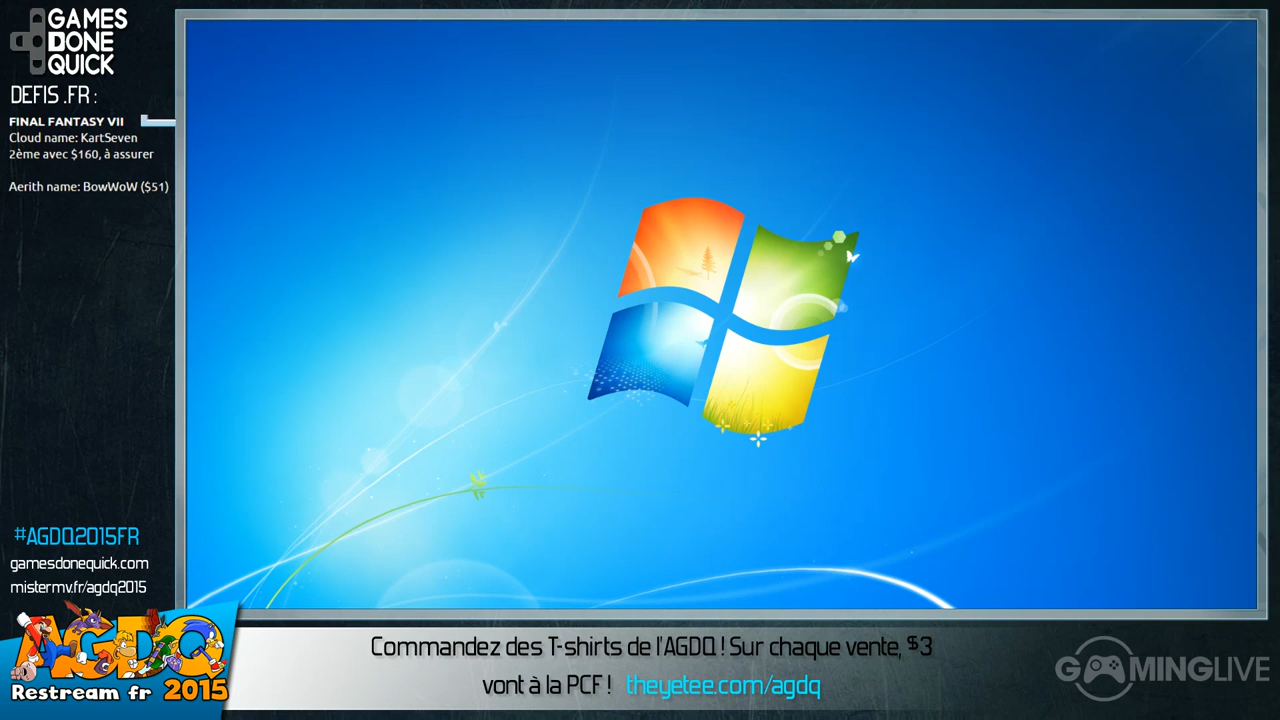 GAMES
DONE
QUICK
DEFIS .FR :
FINAL FANTASY VII
Cloud name: KartSeven
2ème avec $160, à assurer
Aerith name: BowWoW ($51)
#AGDQ2015FR
gamesdonequick.com
mistermv.fr/agdq2015
AGDQ
Restream fr 2015
Commandez des T-shirts de l'AGDQ ! Sur chaque vente, $3
vont à la PCF ! theyetee.com/agdq
GAMINGLIVE